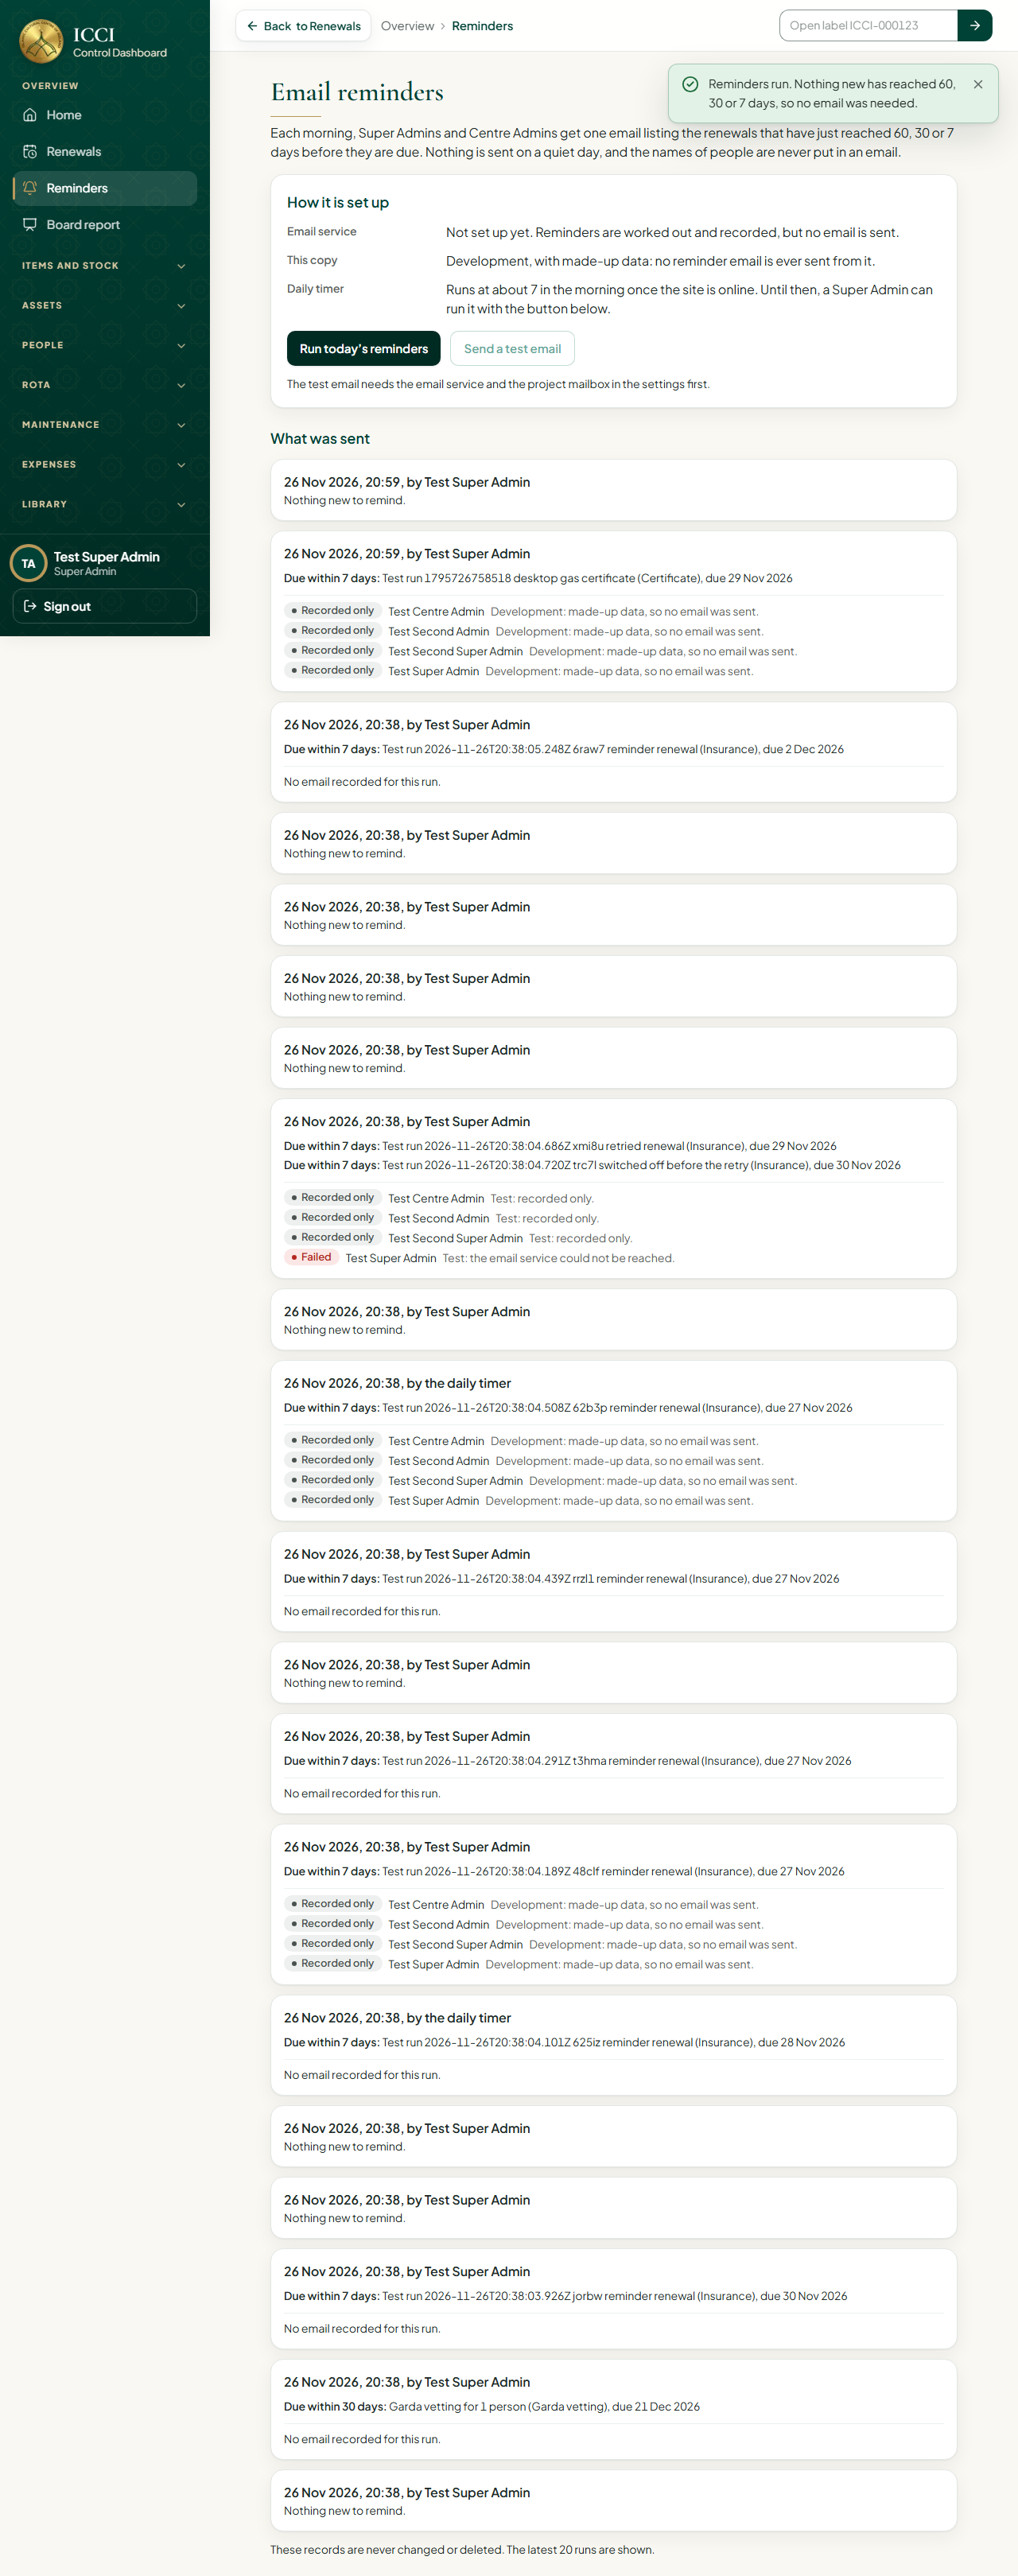 ICCI
Control Dashboard
OVERVIEW
Home
Renewals
Reminders
Board report
ITEMS AND STOCK
ASSETS
PEOPLE
ROTA
MAINTENANCE
EXPENSES
LIBRARY
TA
Test Super Admin
Super Admin
Sign out
Back to Renewals
Overview > Reminders
Open label ICCI-000123
Reminders run. Nothing new has reached 60,
30 or 7 days, so no email was needed.
Email reminders
Each morning, Super Admins and Centre Admins get one email listing the renewals that have just reached 60, 30 or 7
days before they are due. Nothing is sent on a quiet day, and the names of people are never put in an email.
How it is set up
Email service
Not set up yet. Reminders are worked out and recorded, but no email is sent.
This copy
Development, with made-up data: no reminder email is ever sent from it.
Daily timer
Runs at about 7 in the morning once the site is online. Until then, a Super Admin can
run it with the button below.
Run today's reminders
Send a test email
The test email needs the email service and the project mailbox in the settings first.
What was sent
26 Nov 2026, 20:59, by Test Super Admin
Nothing new to remind.
26 Nov 2026, 20:59, by Test Super Admin
Due within 7 days: Test run 1795726758518 desktop gas certificate (Certificate), due 29 Nov 2026
Recorded only Test Centre Admin Development: made-up data, so no email was sent.
Recorded only Test Second Admin Development: made-up data, so no email was sent.
Recorded only Test Second Super Admin Development: made-up data, so no email was sent.
Recorded only Test Super Admin Development: made-up data, so no email was sent.
26 Nov 2026, 20:38, by Test Super Admin
Due within 7 days: Test run 2026-11-26T20:38:05.248Z 6raw7 reminder renewal (Insurance), due 2 Dec 2026
No email recorded for this run.
26 Nov 2026, 20:38, by Test Super Admin
Nothing new to remind.
26 Nov 2026, 20:38, by Test Super Admin
Nothing new to remind.
26 Nov 2026, 20:38, by Test Super Admin
Nothing new to remind.
26 Nov 2026, 20:38, by Test Super Admin
Nothing new to remind.
26 Nov 2026, 20:38, by Test Super Admin
Due within 7 days: Test run 2026-11-26T20:38:04.686Z xmi8u retried renewal (Insurance), due 29 Nov 2026
Due within 7 days: Test run 2026-11-26T20:38:04.720Z trc7l switched off before the retry (Insurance), due 30 Nov 2026
Recorded only Test Centre Admin Test: recorded only.
Recorded only Test Second Admin Test: recorded only.
Recorded only Test Second Super Admin Test: recorded only.
Failed Test Super Admin Test: the email service could not be reached.
26 Nov 2026, 20:38, by Test Super Admin
Nothing new to remind.
26 Nov 2026, 20:38, by the daily timer
Due within 7 days: Test run 2026-11-26T20:38:04.508Z 62b3p reminder renewal (Insurance), due 27 Nov 2026
Recorded only Test Centre Admin Development: made-up data, so no email was sent.
Recorded only Test Second Admin Development: made-up data, so no email was sent.
Recorded only Test Second Super Admin Development: made-up data, so no email was sent.
Recorded only Test Super Admin Development: made-up data, so no email was sent.
26 Nov 2026, 20:38, by Test Super Admin
Due within 7 days: Test run 2026-11-26T20:38:04.439Z rrzl1 reminder renewal (Insurance), due 27 Nov 2026
No email recorded for this run.
26 Nov 2026, 20:38, by Test Super Admin
Nothing new to remind.
26 Nov 2026, 20:38, by Test Super Admin
Due within 7 days: Test run 2026-11-26T20:38:04.291Z t3hma reminder renewal (Insurance), due 27 Nov 2026
No email recorded for this run.
26 Nov 2026, 20:38, by Test Super Admin
Due within 7 days: Test run 2026-11-26T20:38:04.189Z 48clf reminder renewal (Insurance), due 27 Nov 2026
Recorded only Test Centre Admin Development: made-up data, so no email was sent.
Recorded only Test Second Admin Development: made-up data, so no email was sent.
Recorded only Test Second Super Admin Development: made-up data, so no email was sent.
Recorded only Test Super Admin Development: made-up data, so no email was sent.
26 Nov 2026, 20:38, by the daily timer
Due within 7 days: Test run 2026-11-26T20:38:04.101Z 625iz reminder renewal (Insurance), due 28 Nov 2026
No email recorded for this run.
26 Nov 2026, 20:38, by Test Super Admin
Nothing new to remind.
26 Nov 2026, 20:38, by Test Super Admin
Nothing new to remind.
26 Nov 2026, 20:38, by Test Super Admin
Due within 7 days: Test run 2026-11-26T20:38:03.926Z jorbw reminder renewal (Insurance), due 30 Nov 2026
No email recorded for this run.
26 Nov 2026, 20:38, by Test Super Admin
Due within 30 days: Garda vetting for 1 person (Garda vetting), due 21 Dec 2026
No email recorded for this run.
26 Nov 2026, 20:38, by Test Super Admin
Nothing new to remind.
These records are never changed or deleted. The latest 20 runs are shown.